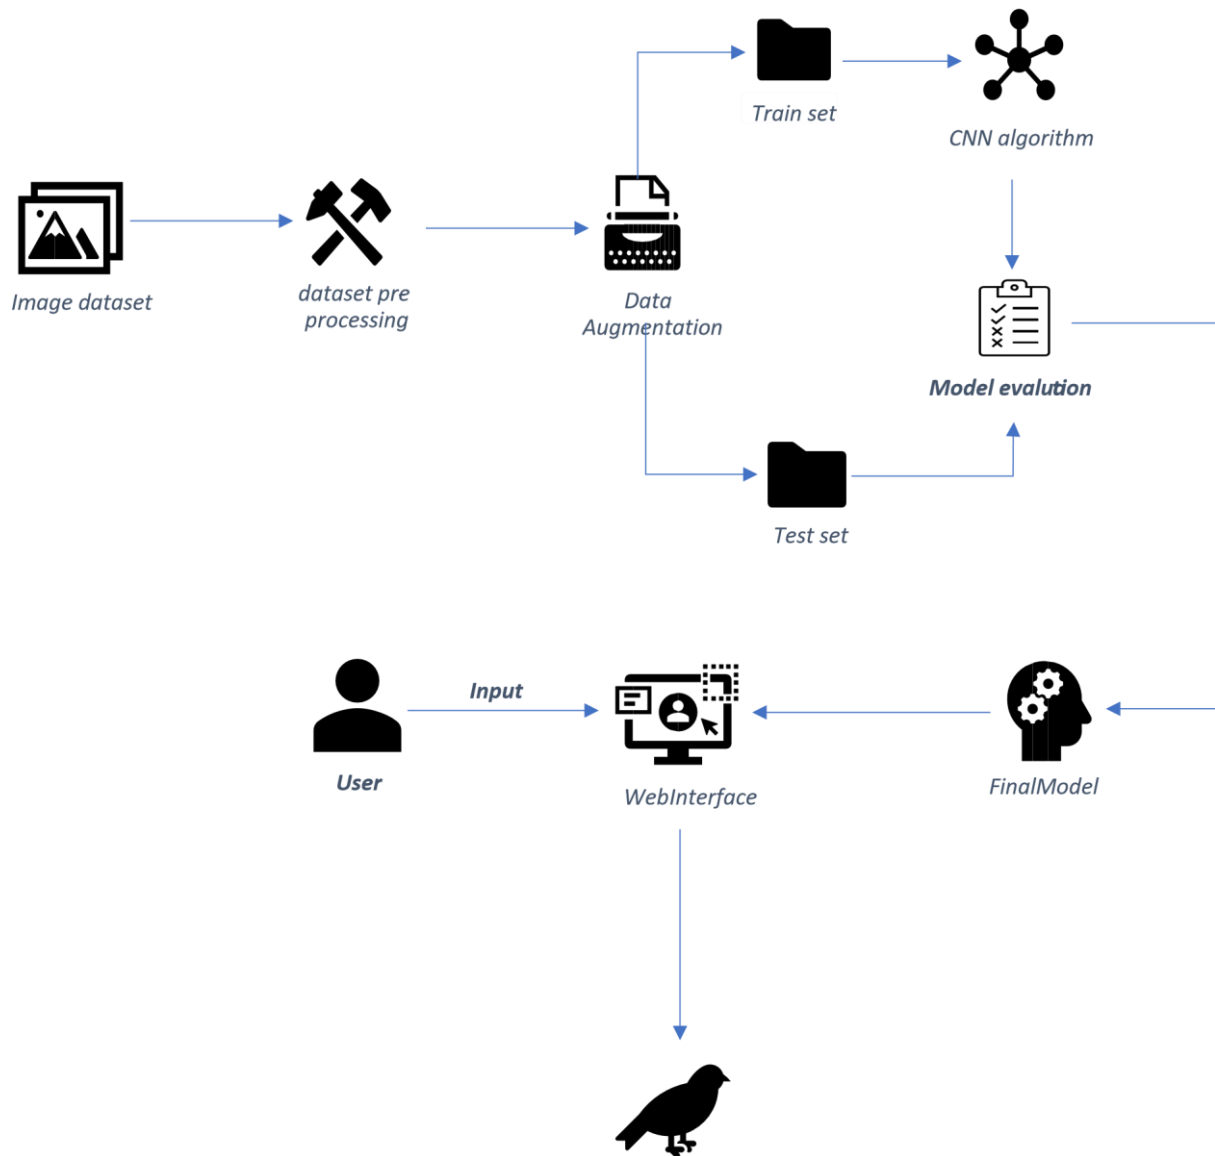 Train set
CNN algorithm
Image dataset
dataset pre
processing
Data
Augmentation
Model evalution
Test set
Input
User
WebInterface
FinalModel